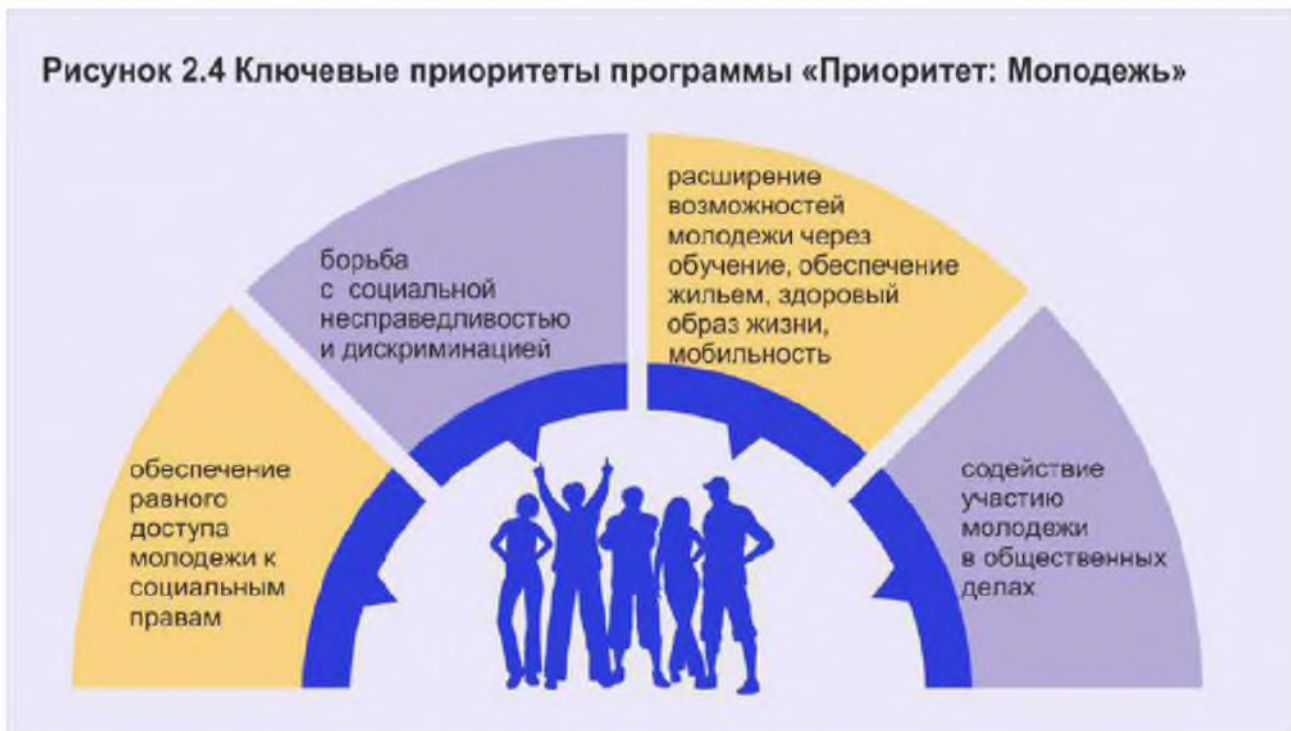 Рисунок 2.4 Ключевые приоритеты программы «Приоритет: Молодежь»
обеспечение
равного
доступа
молодежи к
социальным
правам
борьба
с социальной
несправедливостью
и дискриминацией
расширение
возможностей
молодежи через
обучение, обеспечение
жильем, здоровый
образ жизни,
мобильность
содействие
участию
молодежи
в общественных
делах